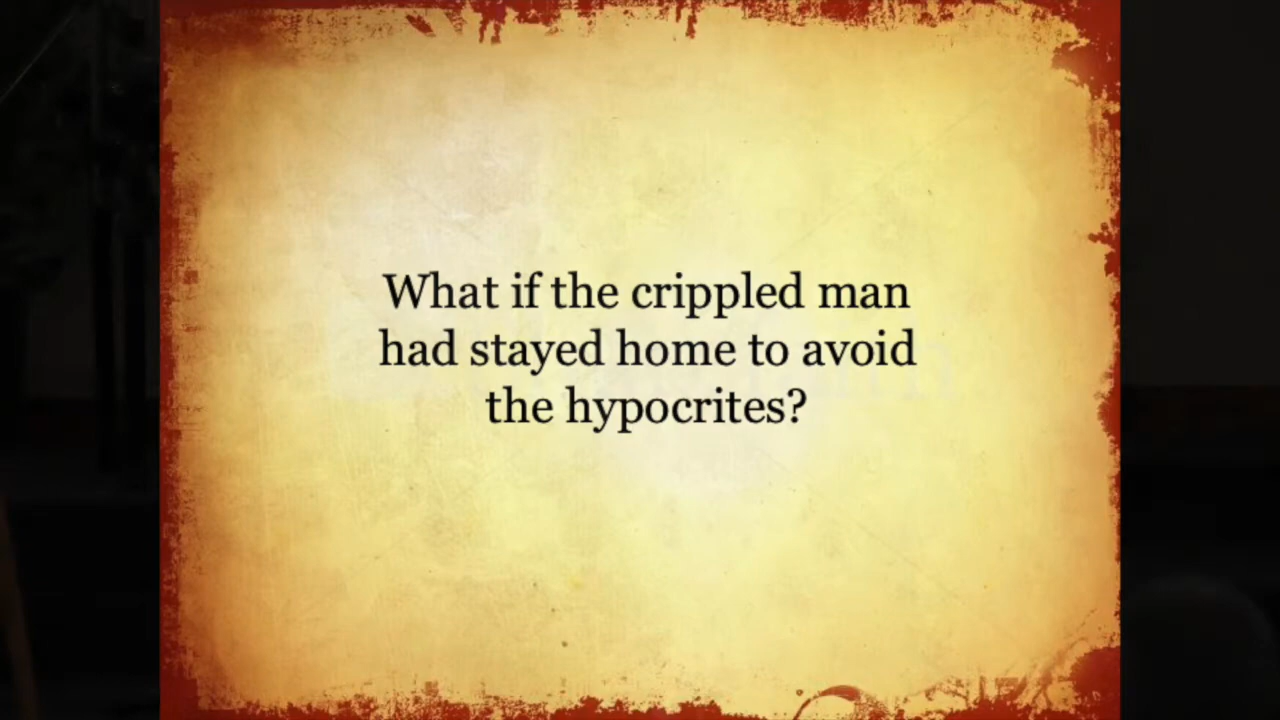 What if the crippled man
had stayed home to avoid
the hypocrites?